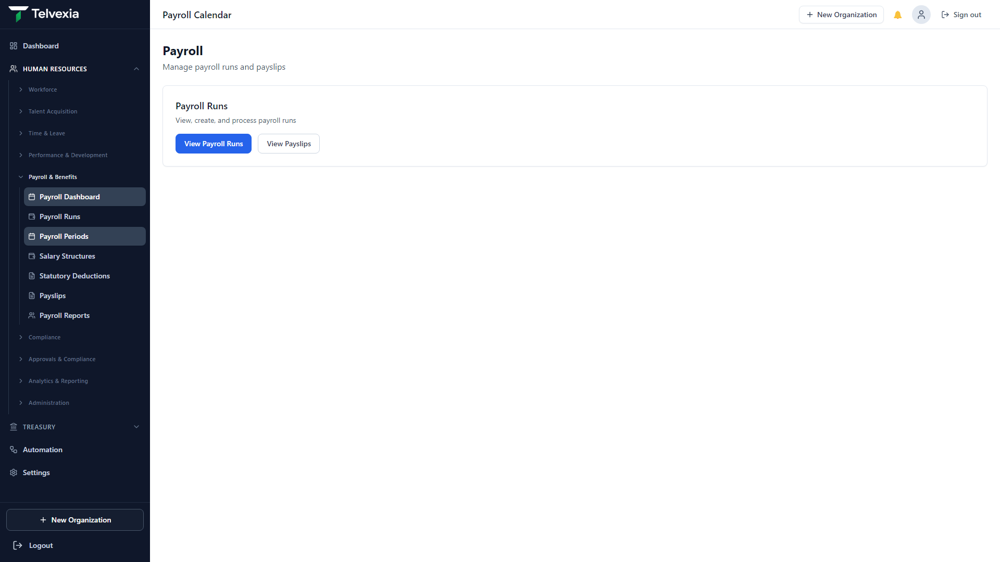 Telvexia
Dashboard
HUMAN RESOURCES
Workforce
Talent Acquisition
Time & Leave
Performance & Development
Payroll & Benefits
Payroll Dashboard
Payroll Runs
Payroll Periods
Salary Structures
Statutory Deductions
Payslips
Payroll Reports
Compliance
Approvals & Compliance
Analytics & Reporting
Administration
TREASURY
Automation
Settings
New Organization
Logout
Payroll Calendar
New Organization
Sign out
Payroll
Manage payroll runs and payslips
Payroll Runs
View, create, and process payroll runs
View Payroll Runs
View Payslips